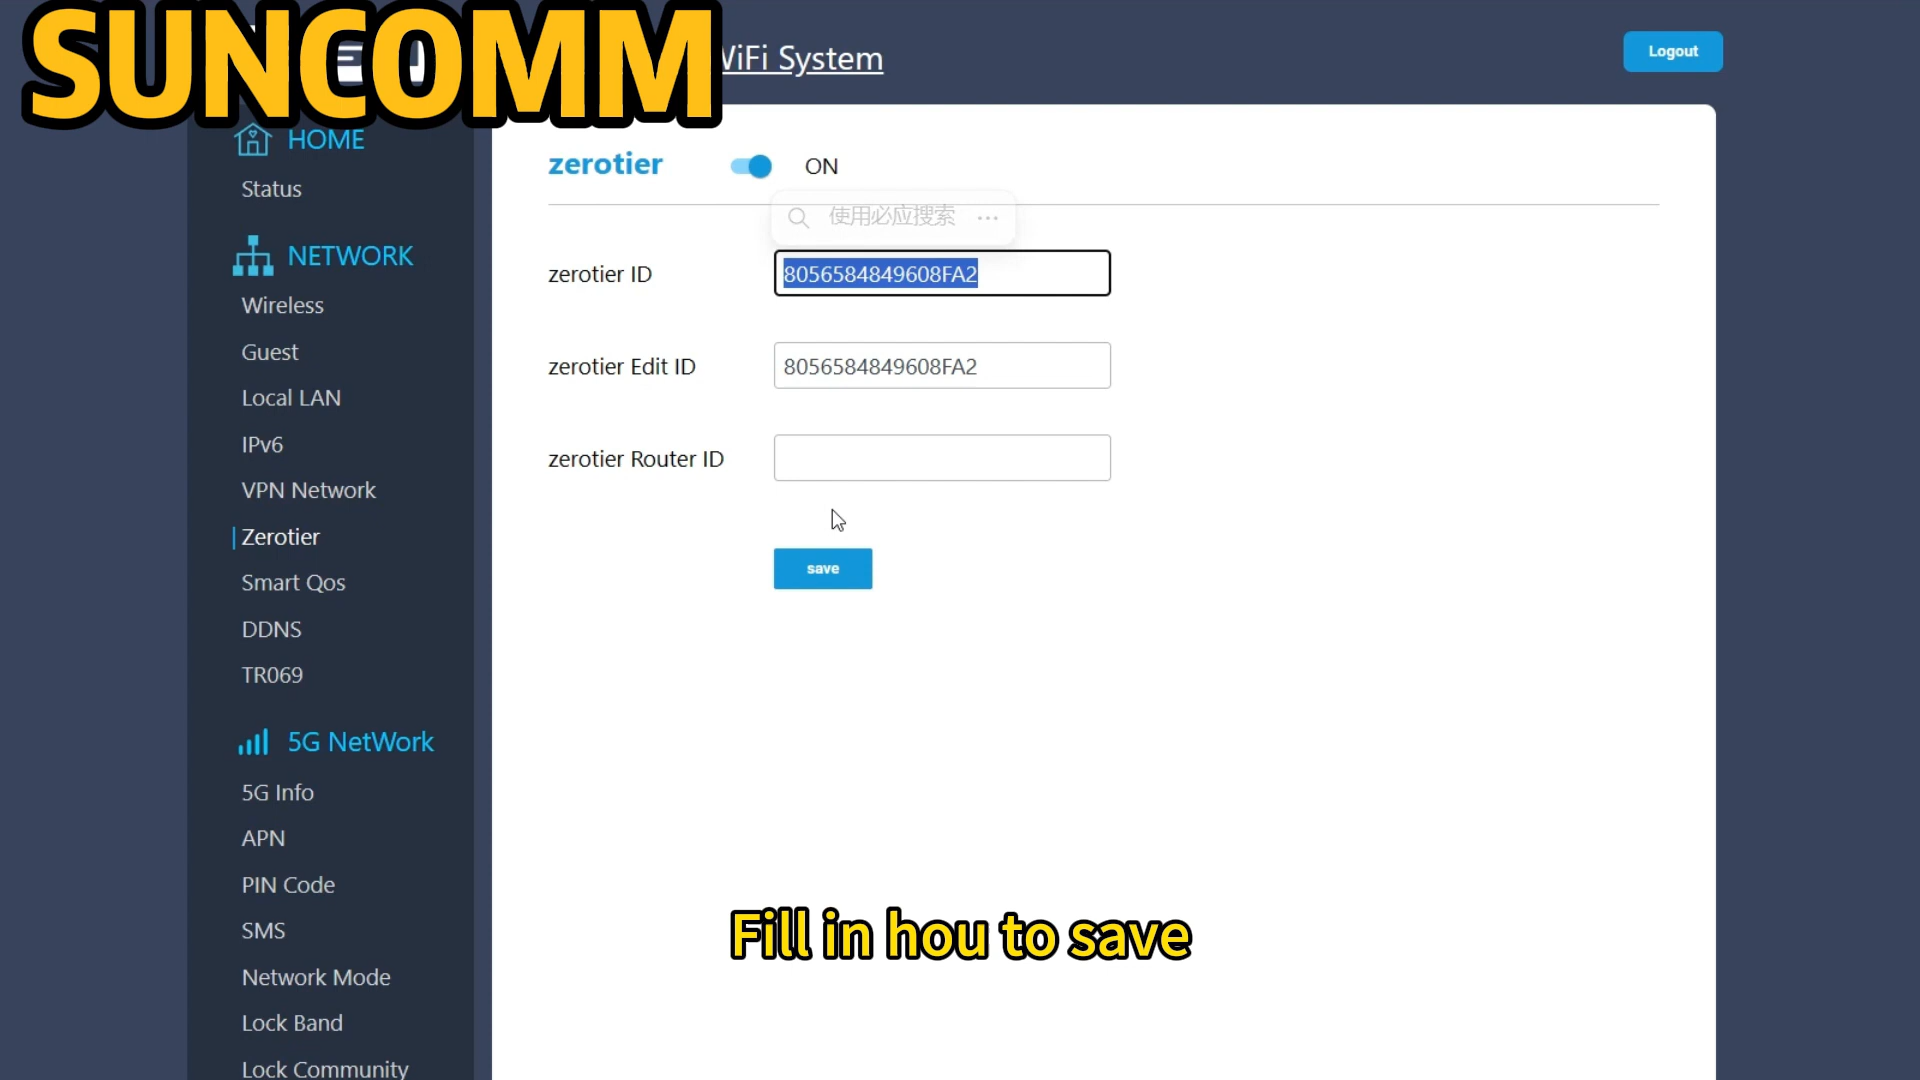 SUNCOMM
WiFi System
Logout
HOME
Status
NETWORK
Wireless
Guest
Local LAN
IPv6
VPN Network
Zerotier
Smart Qos
DDNS
TR069
5G NetWork
5G Info
APN
PIN Code
SMS
Network Mode
Lock Band
Lock Community
zerotier
ON
使用必应搜索 ...
zerotier ID
8056584849608FA2
zerotier Edit ID
8056584849608FA2
zerotier Router ID
save
Fill in hou to save